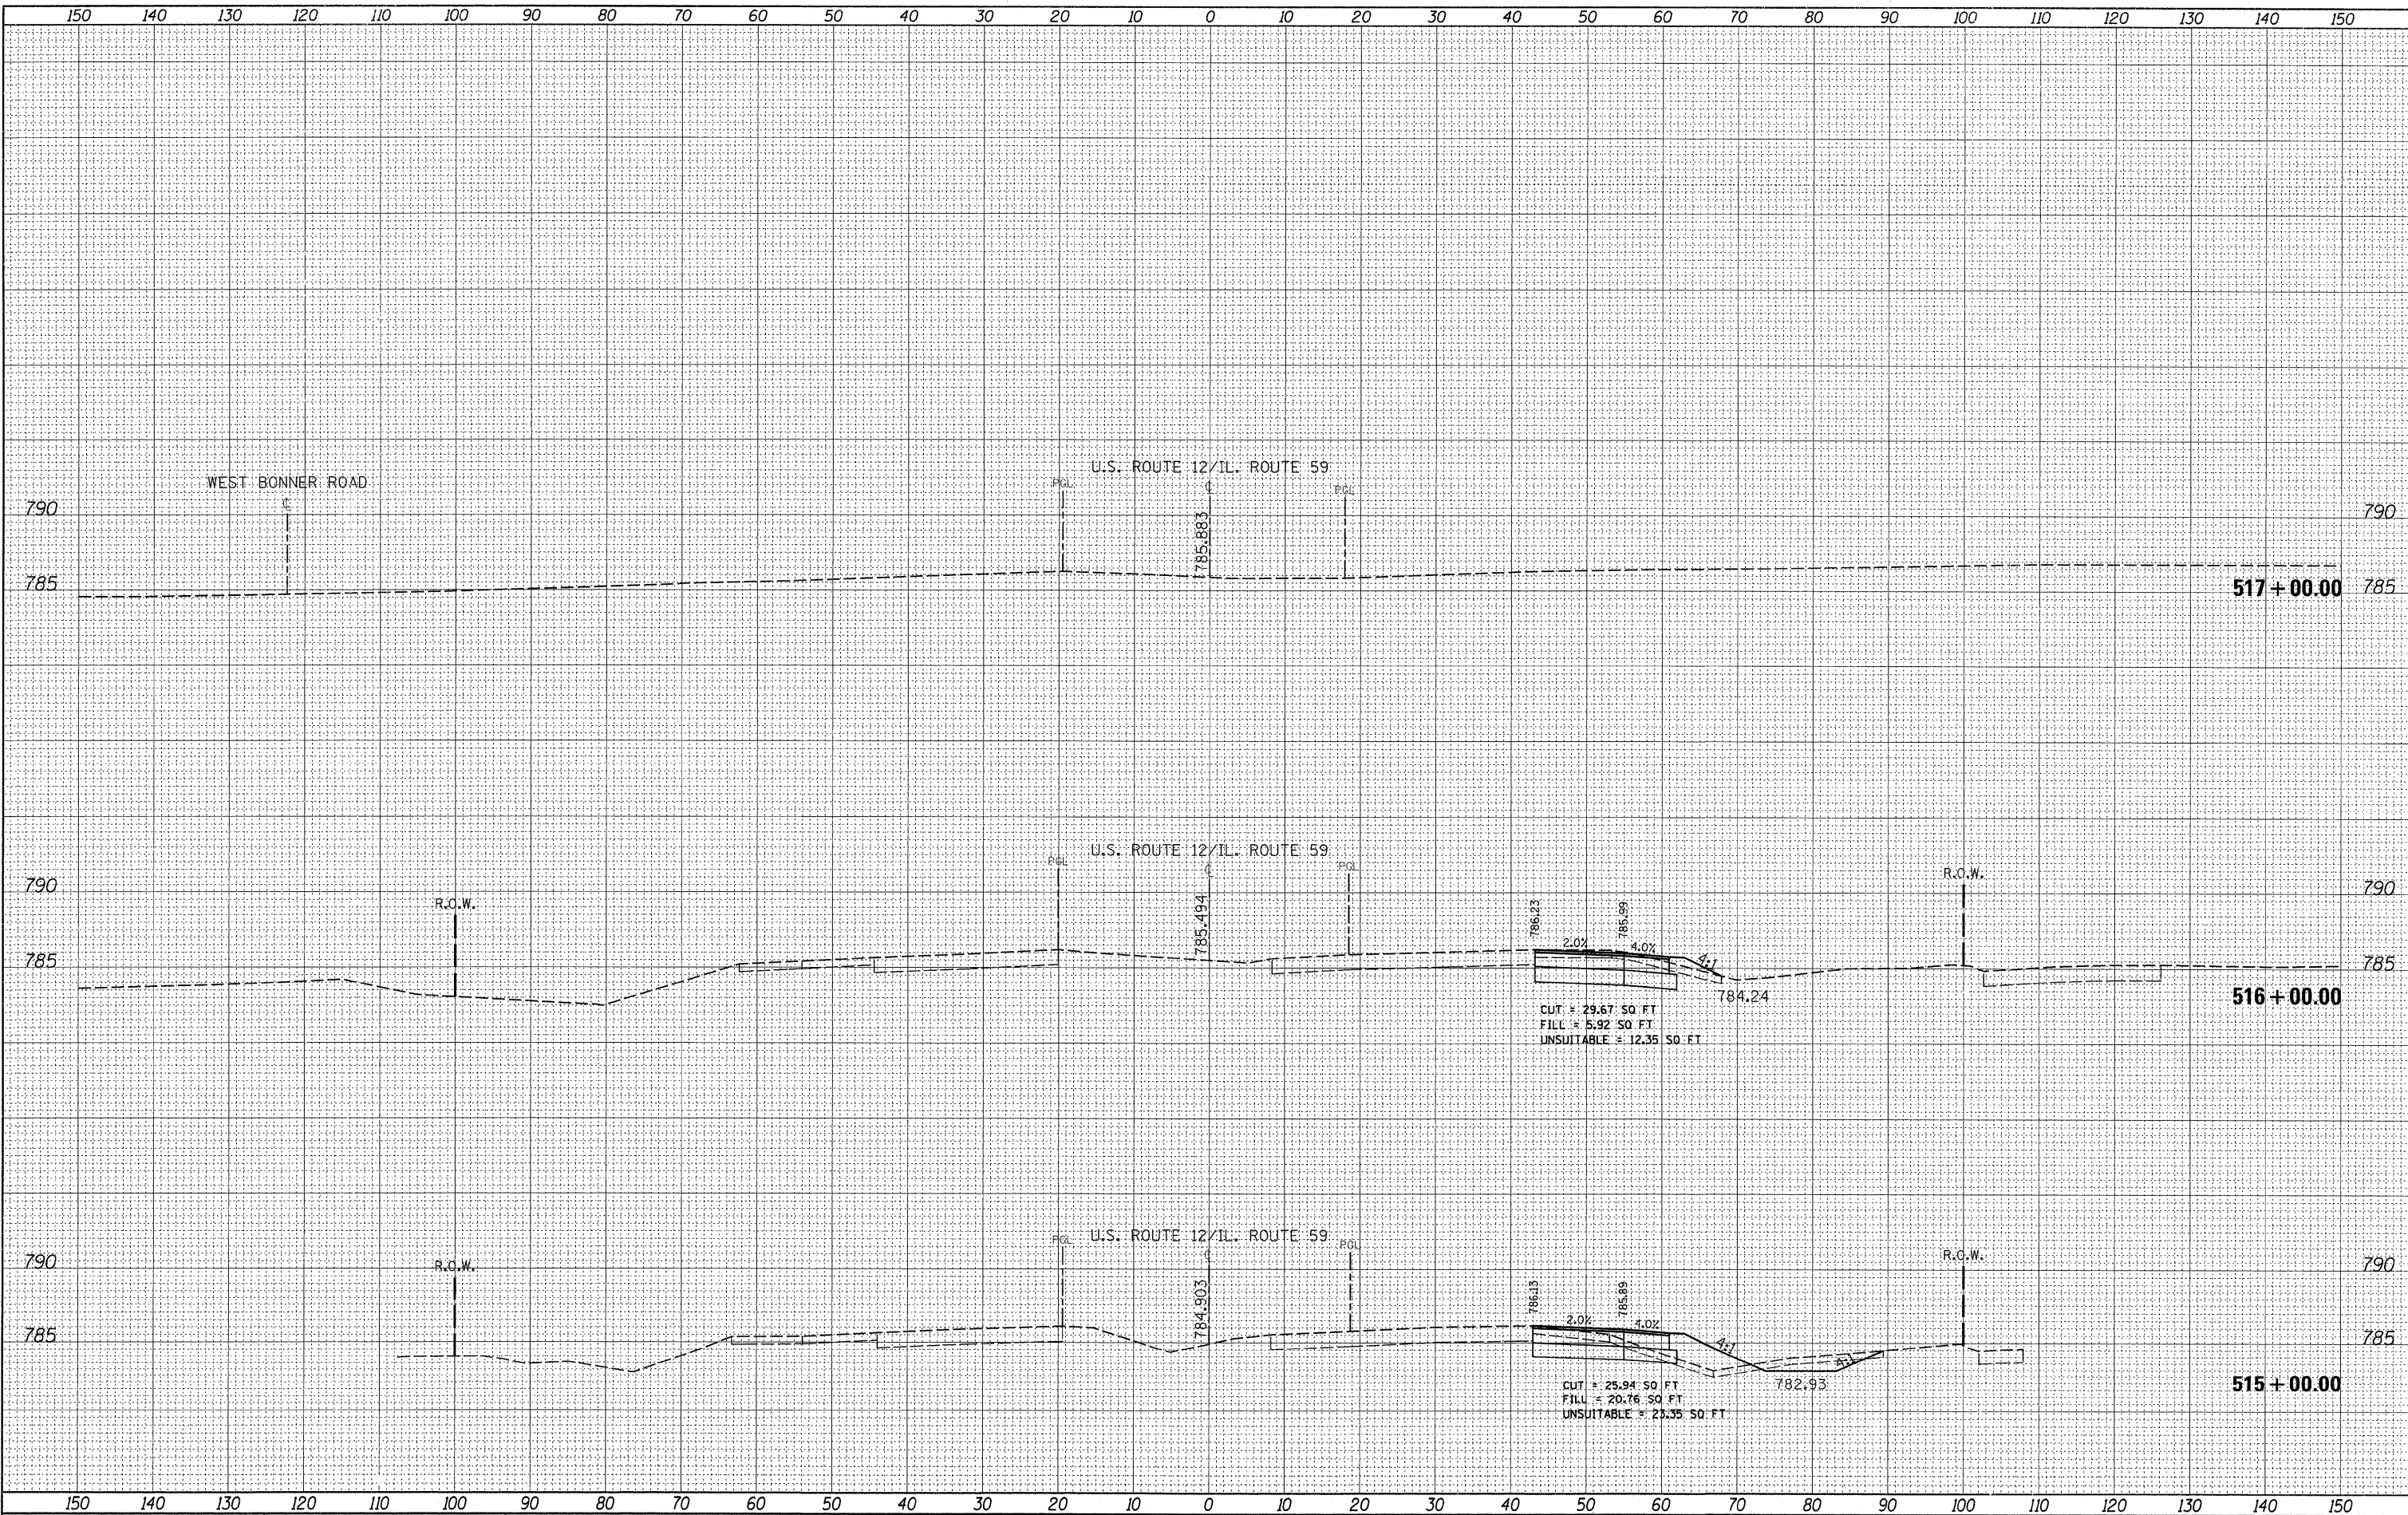 150 140 130 120 110 100 90 80 70 60 50 40 30 20 10 0 10 20 30 40 50 60 70 80 90 100 110 120 130 140 150
U.S. ROUTE 12/IL. ROUTE 59
WEST BONNER ROAD
PGL
℄
PGL
℄
790
785.883
790
785
517+00.00
785
U.S. ROUTE 12/IL. ROUTE 59
PGL
℄
PGL
790
R.O.W.
R.O.W.
790
785.494
786.23
785.99
2.0%
4.0%
4:1
785
785
784.24
516+00.00
CUT = 29.67 SQ FT
FILL = 5.92 SQ FT
UNSUITABLE = 12.35 SQ FT
U.S. ROUTE 12/IL. ROUTE 59
PGL
℄
PGL
790
R.O.W.
R.O.W.
790
784.903
786.13
785.89
2.0%
4.0%
4:1
4:1
785
785
782.93
515+00.00
CUT = 25.94 SQ FT
FILL = 20.76 SQ FT
UNSUITABLE = 23.35 SQ FT
150 140 130 120 110 100 90 80 70 60 50 40 30 20 10 0 10 20 30 40 50 60 70 80 90 100 110 120 130 140 150